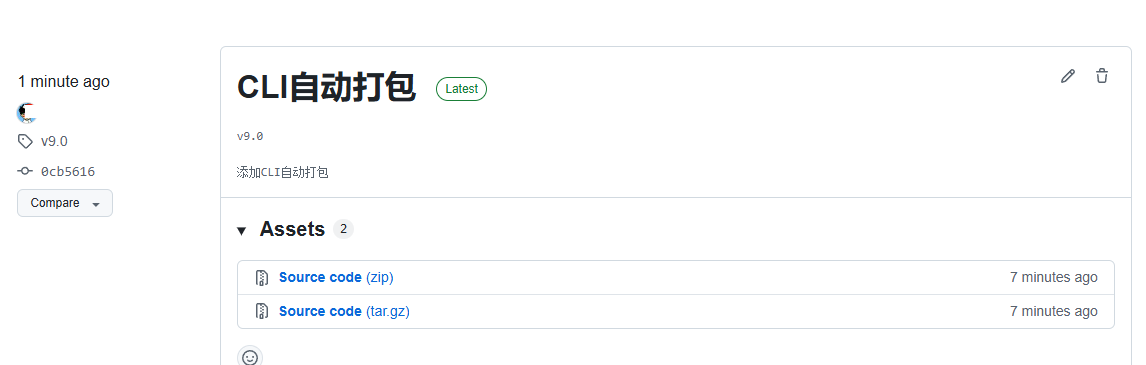 1 minute ago
v9.0
0cb5616
Compare
CLI自动打包 Latest
v9.0
添加CLI自动打包
Assets 2
Source code (zip) 7 minutes ago
Source code (tar.gz) 7 minutes ago